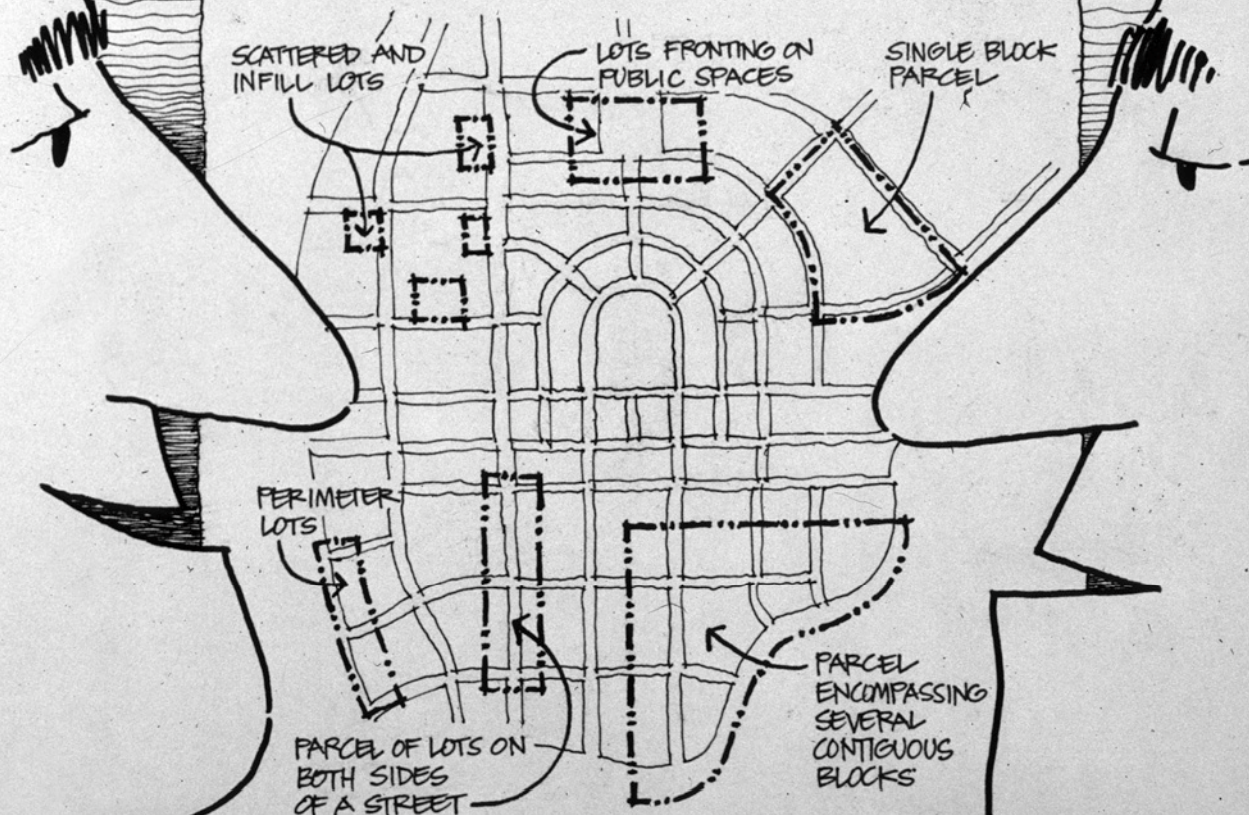 SCATTERED AND
INFILL LOTS
LOTS FRONTING ON
PUBLIC SPACES
SINGLE BLOCK
PARCEL
PERIMETER
LOTS
PARCEL OF LOTS ON
BOTH SIDES
OF A STREET
PARCEL
ENCOMPASSING
SEVERAL
CONTIGUOUS
BLOCKS